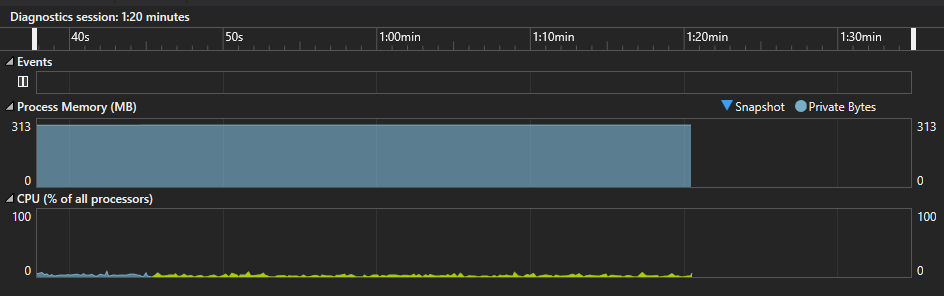 Diagnostics session: 1:20 minutes
40s 50s 1:00min 1:10min 1:20min 1:30min
Events
Process Memory (MB) Snapshot Private Bytes
313 313
0 0
CPU (% of all processors)
100 100
0 0